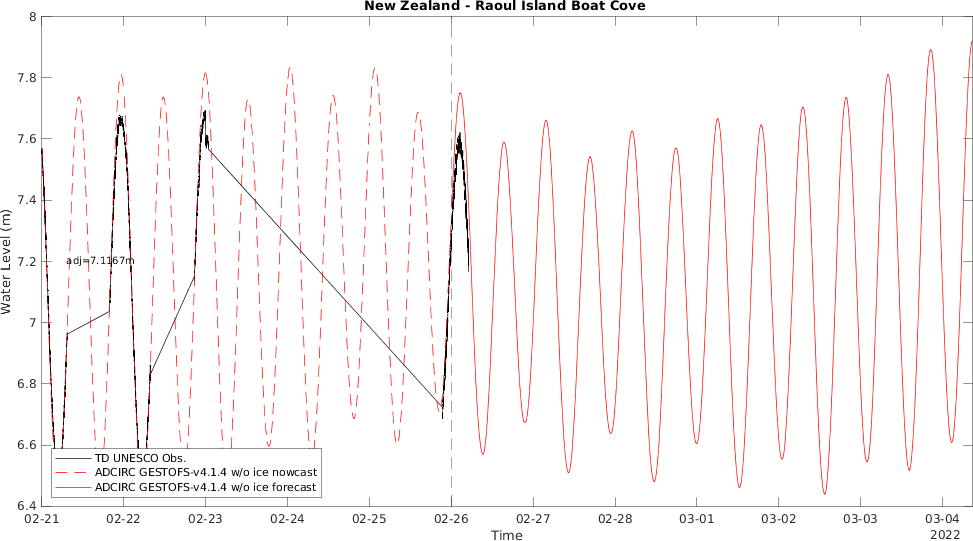 New Zealand - Raoul Island Boat Cove
8
7.8
7.6
7.4
7.2
7
6.8
6.6
6.4
Water Level (m)
adj=7.1167m
TD UNESCO Obs.
ADCIRC GESTOFS-v4.1.4 w/o ice nowcast
ADCIRC GESTOFS-v4.1.4 w/o ice forecast
02-21 02-22 02-23 02-24 02-25 02-26 02-27 02-28 03-01 03-02 03-03 03-04
2022
Time